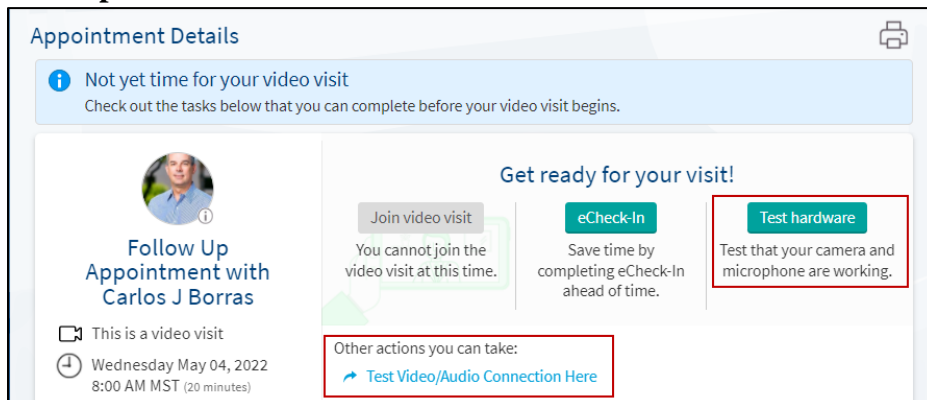 Appointment Details
Not yet time for your video visit
Check out the tasks below that you can complete before your video visit begins.
Follow Up
Appointment with
Carlos J Borras
This is a video visit
Wednesday May 04, 2022
8:00 AM MST (20 minutes)
Get ready for your visit!
Join video visit
You cannot join the
video visit at this time.
eCheck-In
Save time by
completing eCheck-In
ahead of time.
Test hardware
Test that your camera and
microphone are working.
Other actions you can take:
Test Video/Audio Connection Here